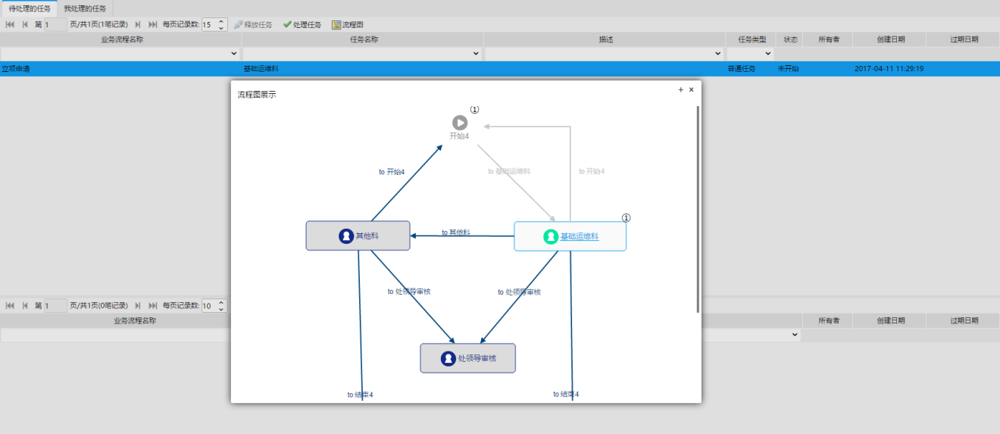 待处理的任务 我处理的任务
第 1 页/共1页(1笔记录) 每页记录数: 15 释放任务 处理任务 流程图
业务流程名称 任务名称 描述 任务类型 状态 所有者 创建日期 过期日期
立项申请 基础运维科 普通任务 未开始 2017-04-11 11:29:19
流程图展示 + x
①
开始4
to 开始4 to 基础运维科 to 开始4
①
其他科 to 其他科 基础运维科
to 处领导审核 to 处领导审核
第 1 页/共1页(0笔记录) 每页记录数: 10
业务流程名称 所有者 创建日期 过期日期
处领导审核
to 结束4 to 结束4